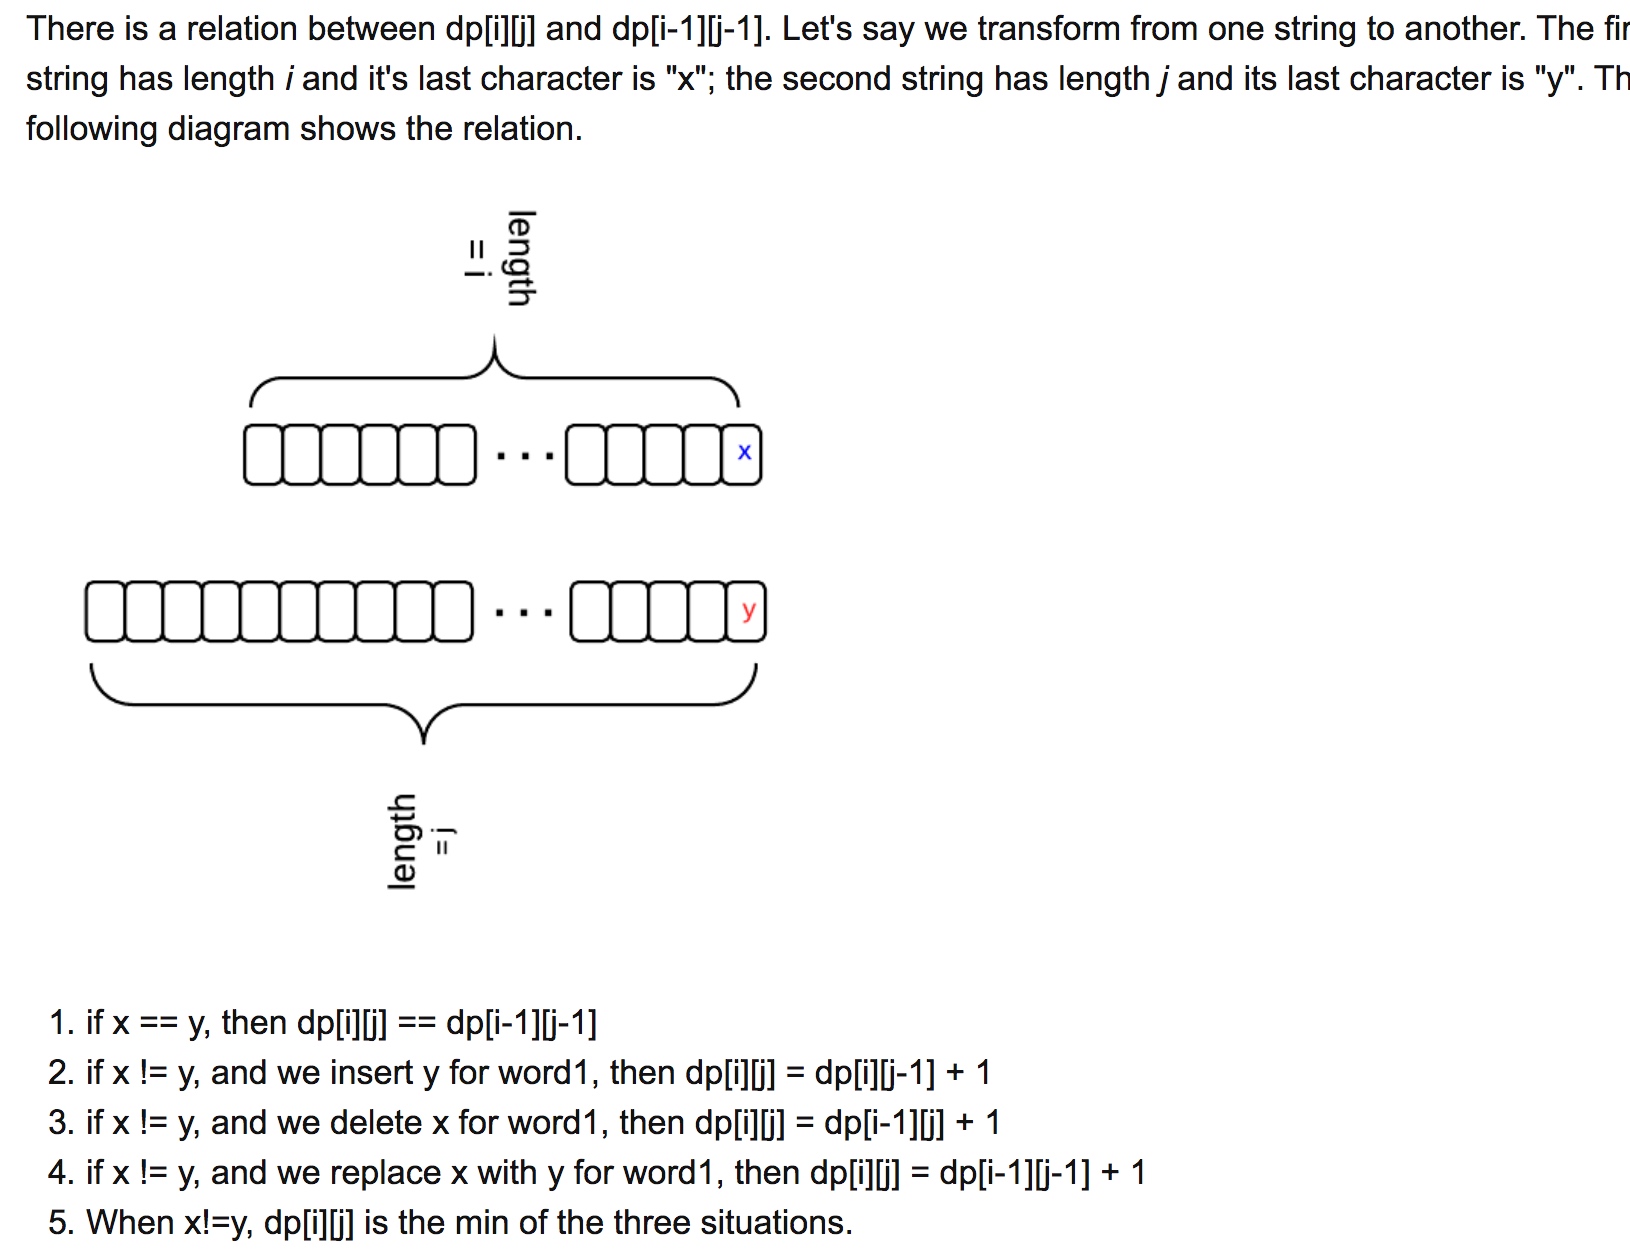 There is a relation between dp[i][j] and dp[i-1][j-1]. Let's say we transform from one string to another. The
string has length i and it's last character is "x"; the second string has length j and its last character is "y".
following diagram shows the relation.
length
= i
x
y
length
= j
1. if x == y, then dp[i][j] == dp[i-1][j-1]
2. if x != y, and we insert y for word1, then dp[i][j] = dp[i][j-1] + 1
3. if x != y, and we delete x for word1, then dp[i][j] = dp[i-1][j] + 1
4. if x != y, and we replace x with y for word1, then dp[i][j] = dp[i-1][j-1] + 1
5. When x!=y, dp[i][j] is the min of the three situations.